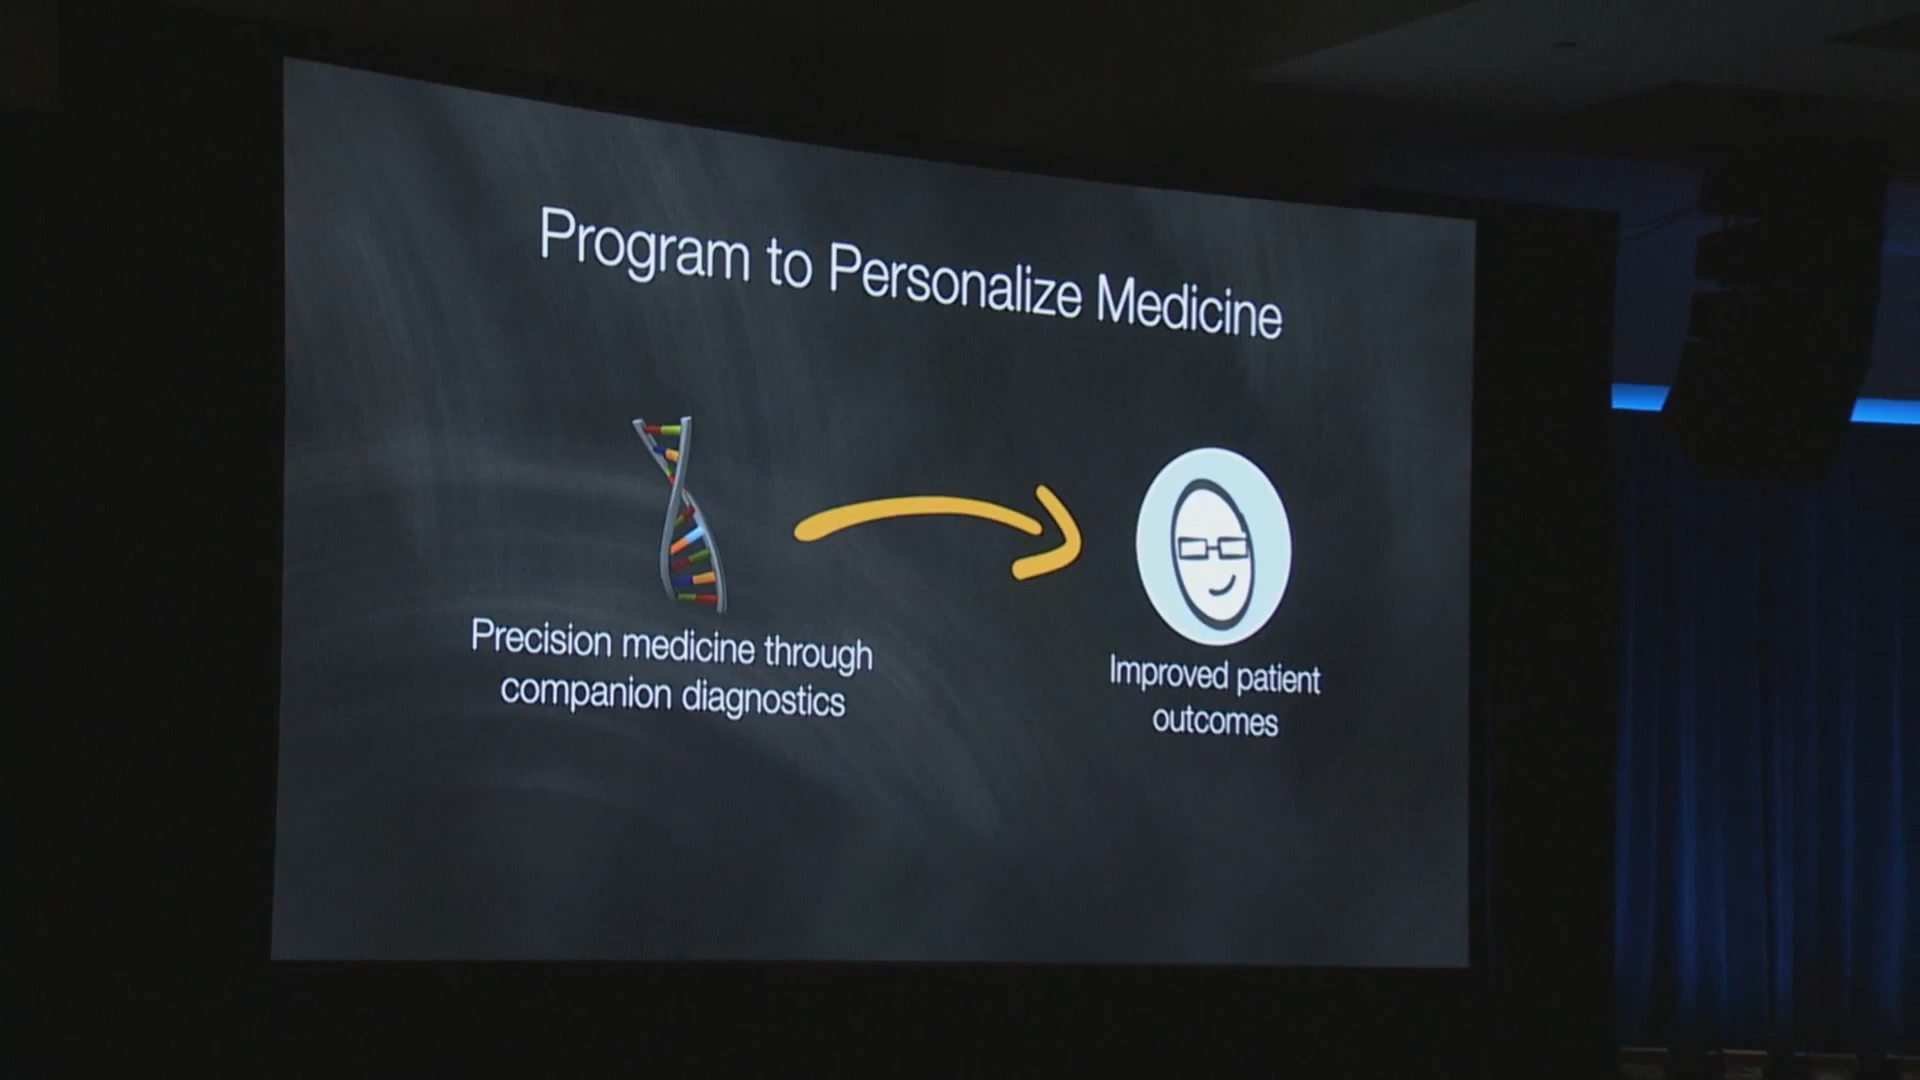 Program to Personalize Medicine
Precision medicine through
companion diagnostics
Improved patient
outcomes